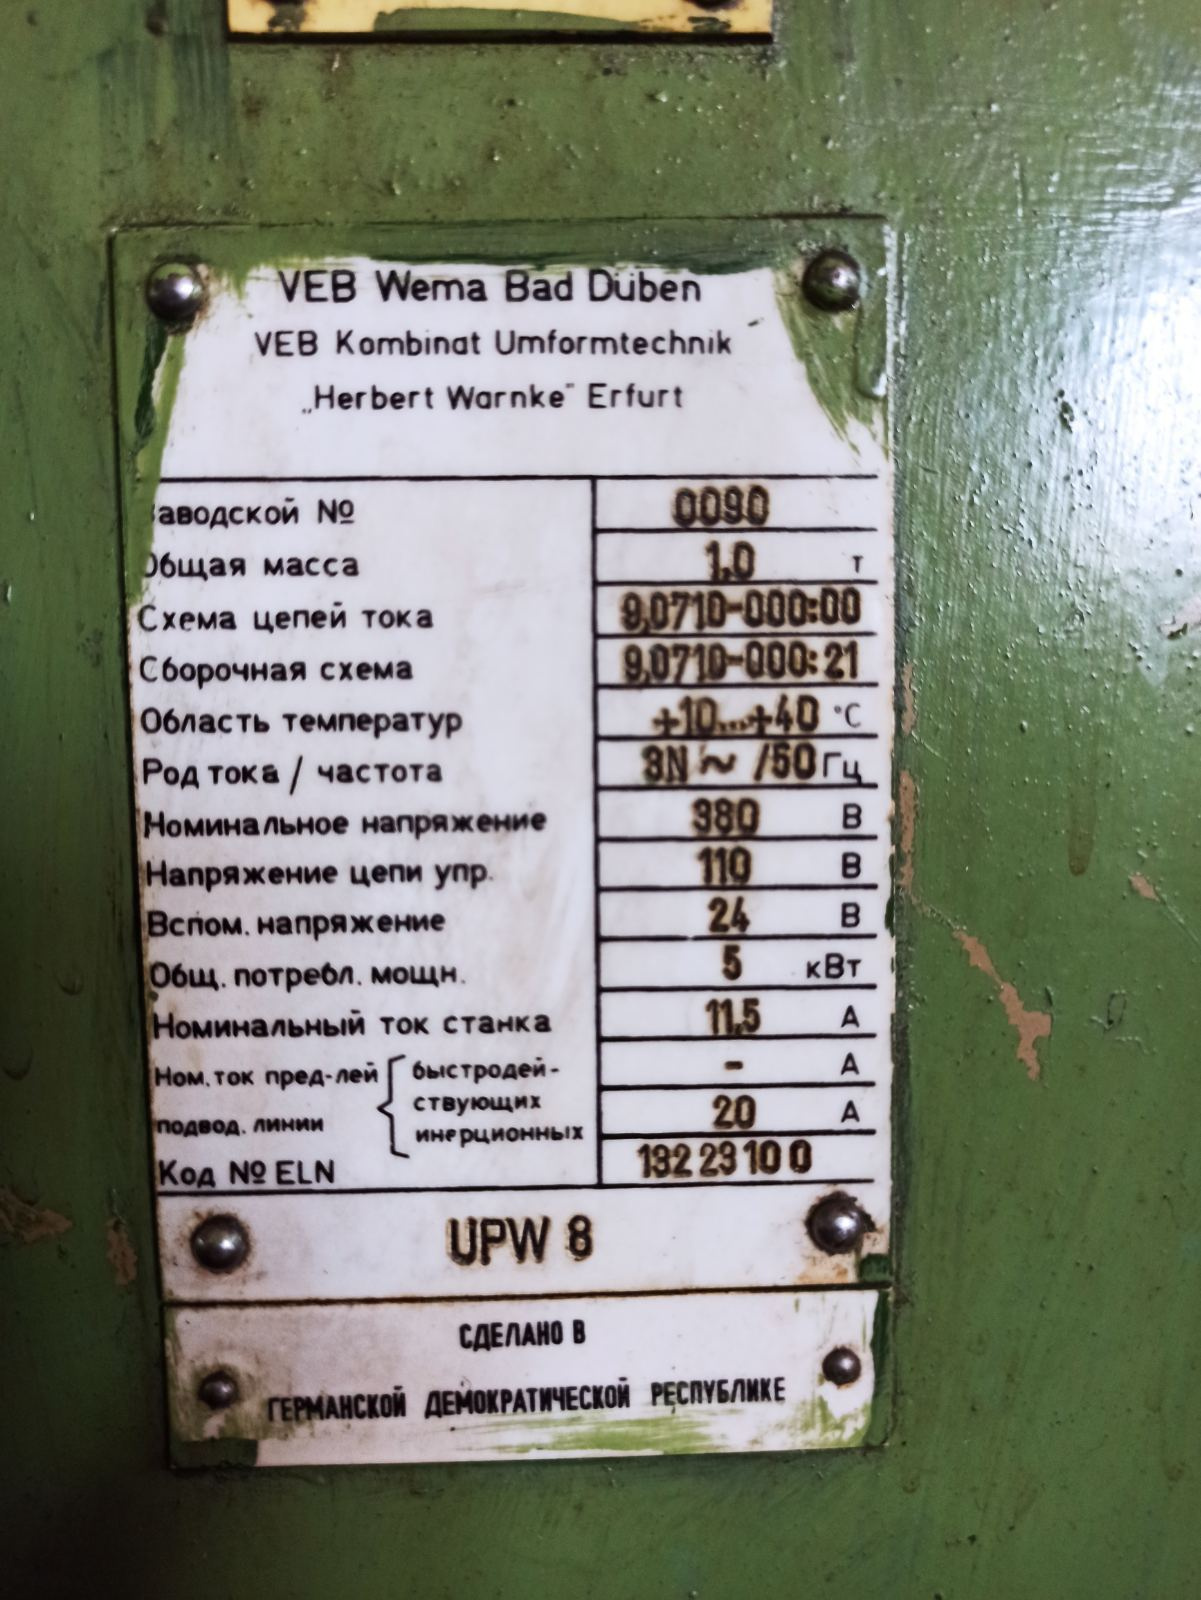 VEB Wema Bad Düben
VEB Kombinat Umformtechnik
„Herbert Warnke" Erfurt
Заводской № 0090
Общая масса 1,0 т
Схема цепей тока 9,0710-000:00
Сборочная схема 9,0710-000:21
Область температур +10...+40 °C
Род тока / частота 3N ~ /50 Гц
Номинальное напряжение 380 В
Напряжение цепи упр. 110 В
Вспом. напряжение 24 В
Общ. потребл. мощн. 5 кВт
Номинальный ток станка 11,5 А
Ном. ток пред-лей быстродей- - А
ствующих
подвод. линии инерционных 20 А
Код № ELN 132 23 10 0
UPW 8
СДЕЛАНО В
ГЕРМАНСКОЙ ДЕМОКРАТИЧЕСКОЙ РЕСПУБЛИКЕ